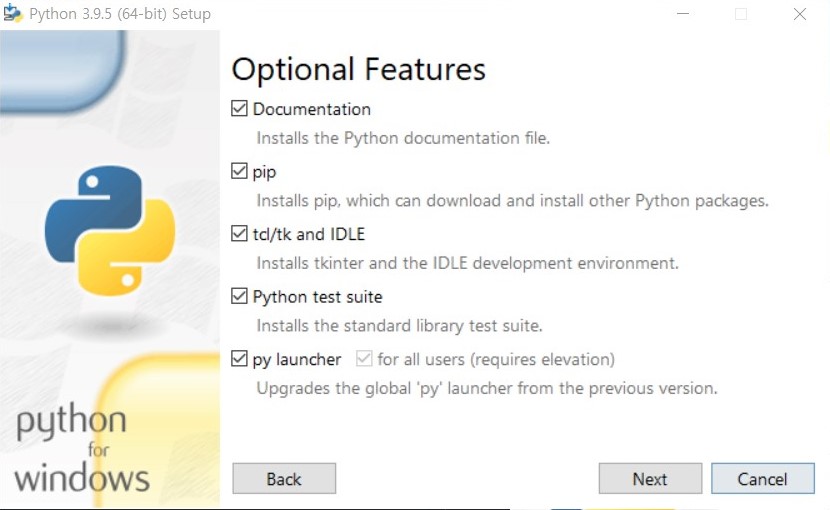 Python 3.9.5 (64-bit) Setup
Optional Features
Documentation
Installs the Python documentation file.
pip
Installs pip, which can download and install other Python packages.
tcl/tk and IDLE
Installs tkinter and the IDLE development environment.
Python test suite
Installs the standard library test suite.
py launcher for all users (requires elevation)
Upgrades the global 'py' launcher from the previous version.
python
for
windows
Back Next Cancel